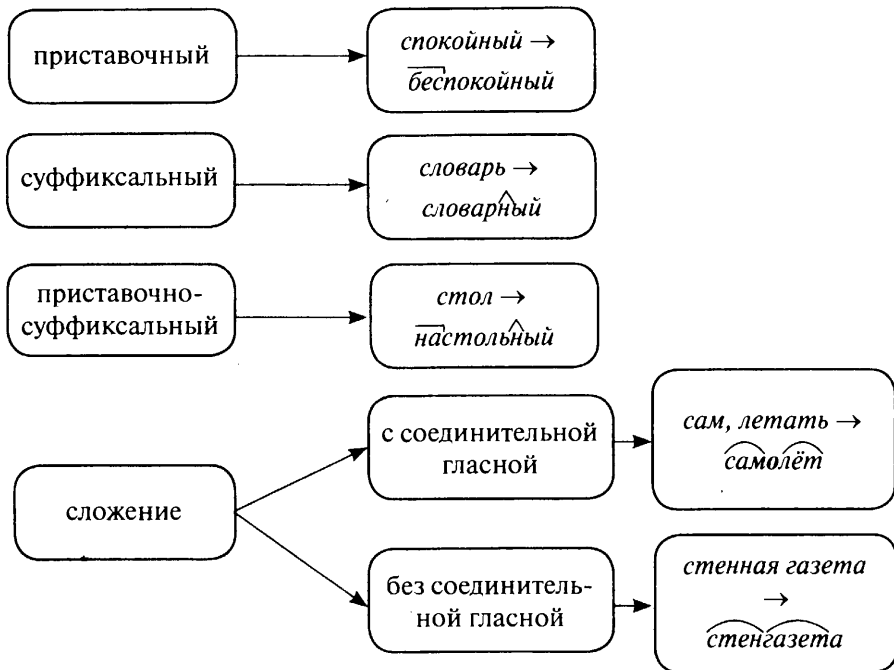 приставочный
спокойный →
беспокойный
суффиксальный
словарь →
словарный
приставочно-
суффиксальный
стол →
настольный
сложение
с соединительной
гласной
сам, летать →
самолёт
без соединитель-
ной гласной
стенная газета
→
стенгазета